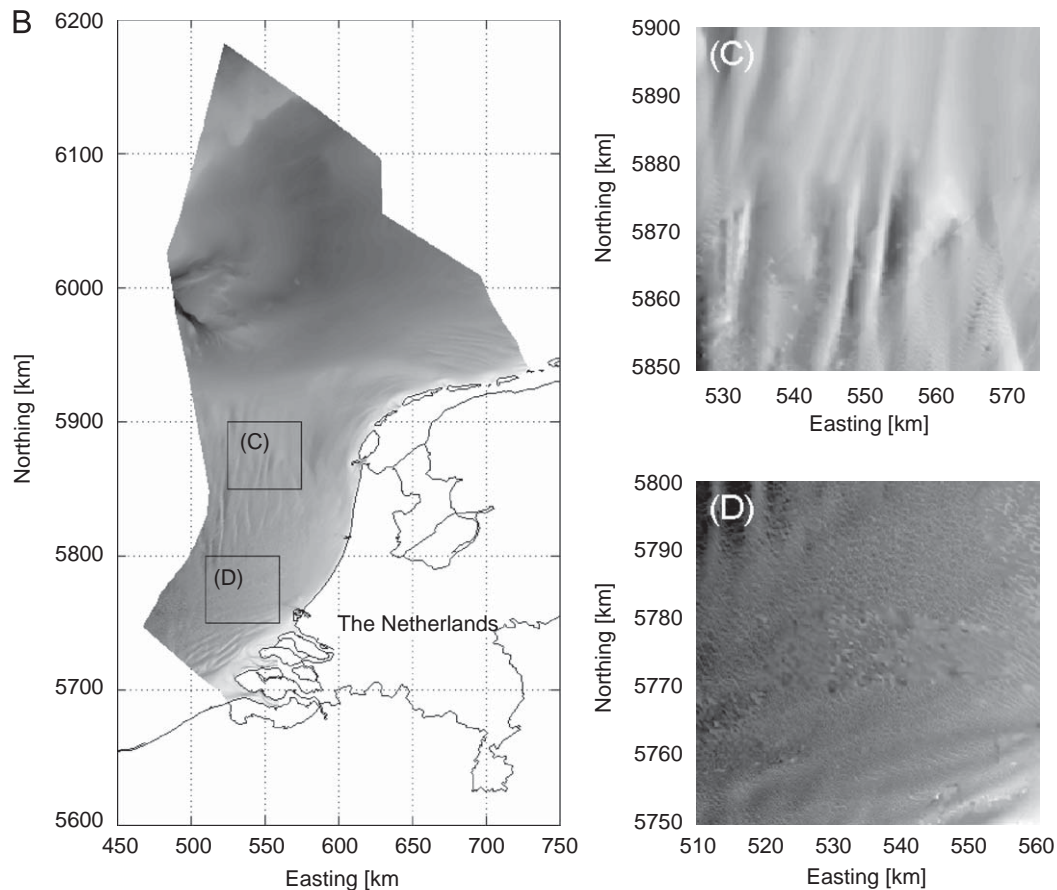 B
6200
6100
6000
5900
5800
5700
5600
Northing [km]
(C)
(D)
The Netherlands
450 500 550 600 650 700 750
Easting [km
(C)
5900
5890
5880
5870
5860
5850
Northing [km]
530 540 550 560 570
Easting [km]
(D)
5800
5790
5780
5770
5760
5750
Northing [km]
510 520 530 540 550 560
Easting [km]